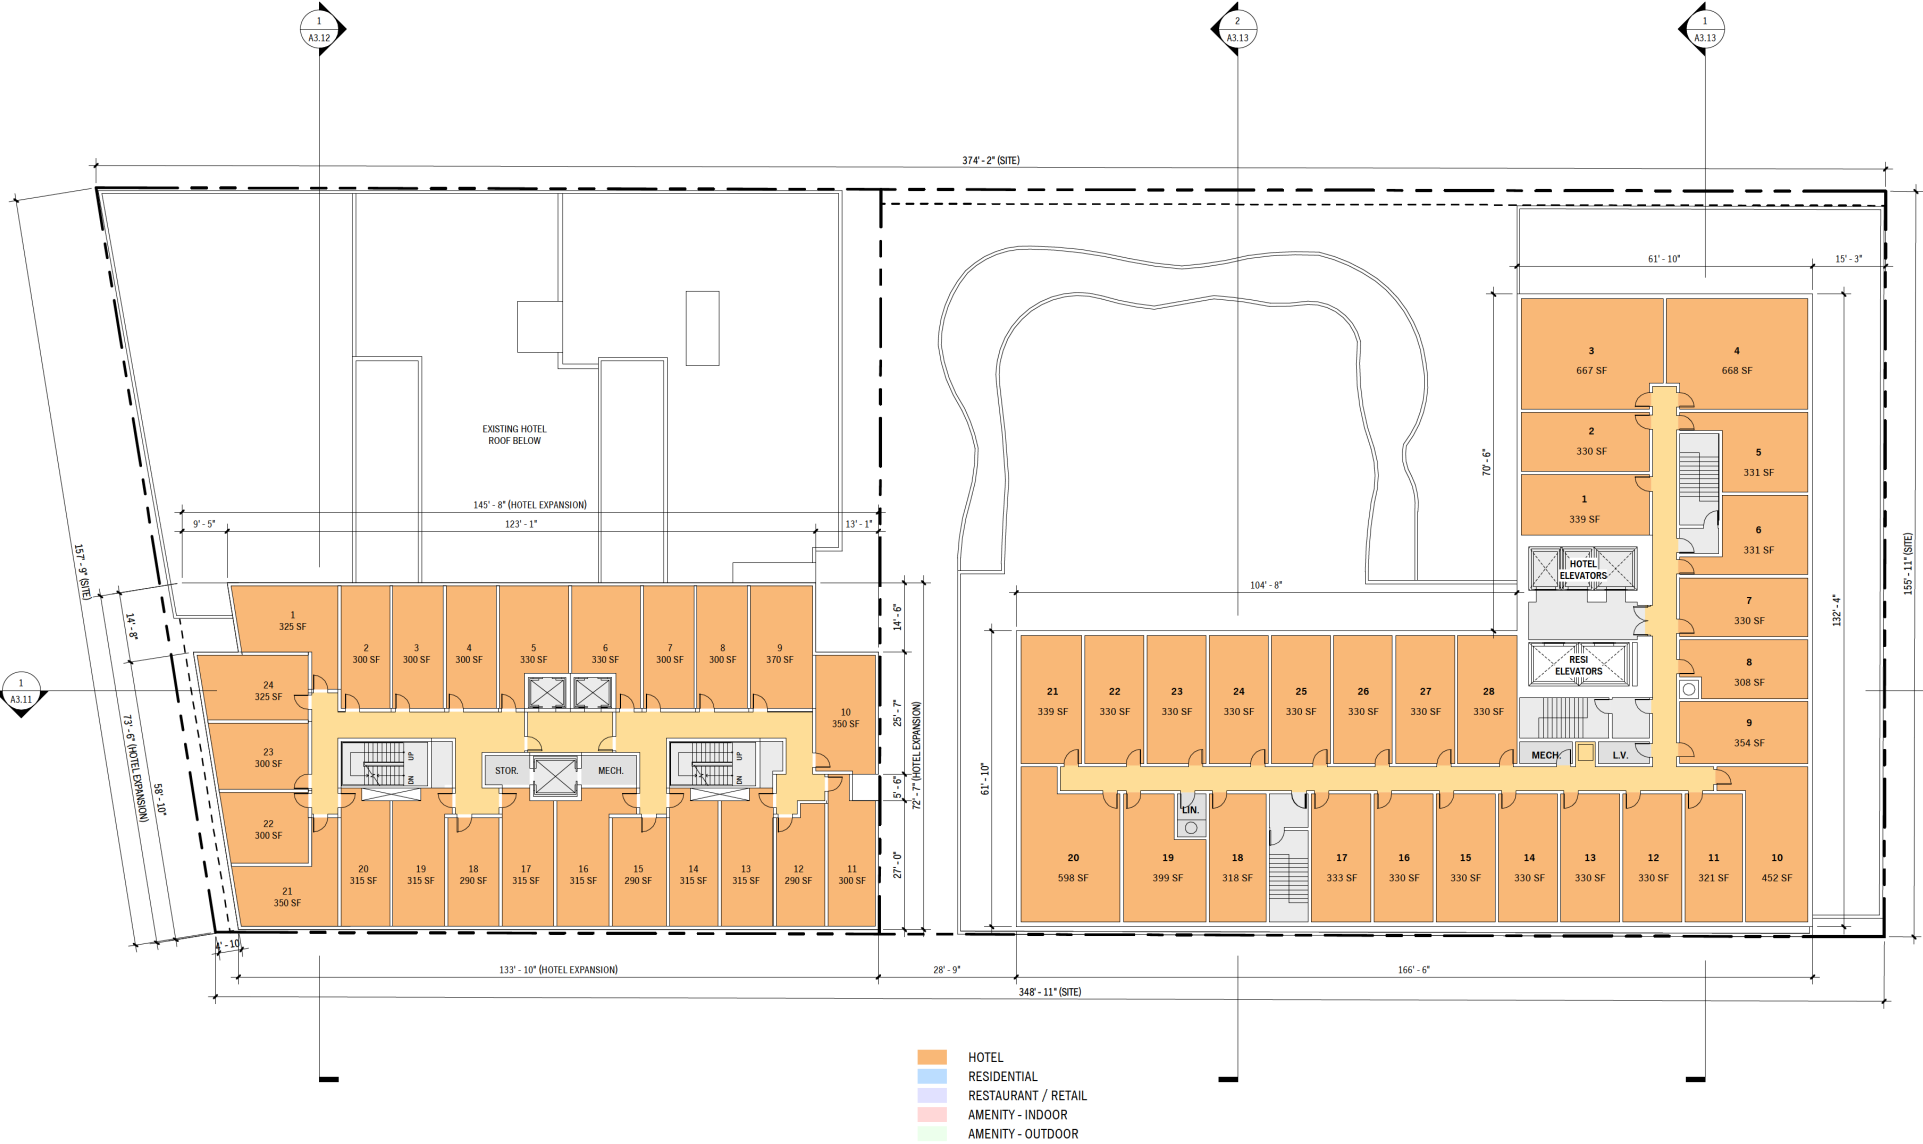 1
A3.12
2
A3.13
1
A3.13
374' - 2" (SITE)
61' - 10"
15' - 3"
157' - 9" (SITE)
155' - 11" (SITE)
EXISTING HOTEL
ROOF BELOW
145' - 8" (HOTEL EXPANSION)
9' - 5"
123' - 1"
13' - 1"
70' - 6"
132' - 4"
104' - 8"
61' - 10"
14' - 8"
73' - 6" (HOTEL EXPANSION)
58' - 10"
14' - 6"
25' - 7"
5' - 6"
27' - 0"
72' - 7" (HOTEL EXPANSION)
1
A3.11
1
325 SF
2
300 SF
3
300 SF
4
300 SF
5
330 SF
6
330 SF
7
300 SF
8
300 SF
9
370 SF
10
350 SF
24
325 SF
23
300 SF
22
300 SF
21
350 SF
UP
DN
STOR.
MECH.
UP
DN
20
315 SF
19
315 SF
18
290 SF
17
315 SF
16
315 SF
15
290 SF
14
315 SF
13
315 SF
12
290 SF
11
300 SF
3
667 SF
4
668 SF
2
330 SF
5
331 SF
1
339 SF
6
331 SF
HOTEL
ELEVATORS
7
330 SF
RESI
ELEVATORS
8
308 SF
9
354 SF
MECH.
L.V.
21
339 SF
22
330 SF
23
330 SF
24
330 SF
25
330 SF
26
330 SF
27
330 SF
28
330 SF
LIN.
20
598 SF
19
399 SF
18
318 SF
17
333 SF
16
330 SF
15
330 SF
14
330 SF
13
330 SF
12
330 SF
11
321 SF
10
452 SF
4' - 10
133' - 10" (HOTEL EXPANSION)
28' - 9"
166' - 6"
348' - 11" (SITE)
HOTEL
RESIDENTIAL
RESTAURANT / RETAIL
AMENITY - INDOOR
AMENITY - OUTDOOR